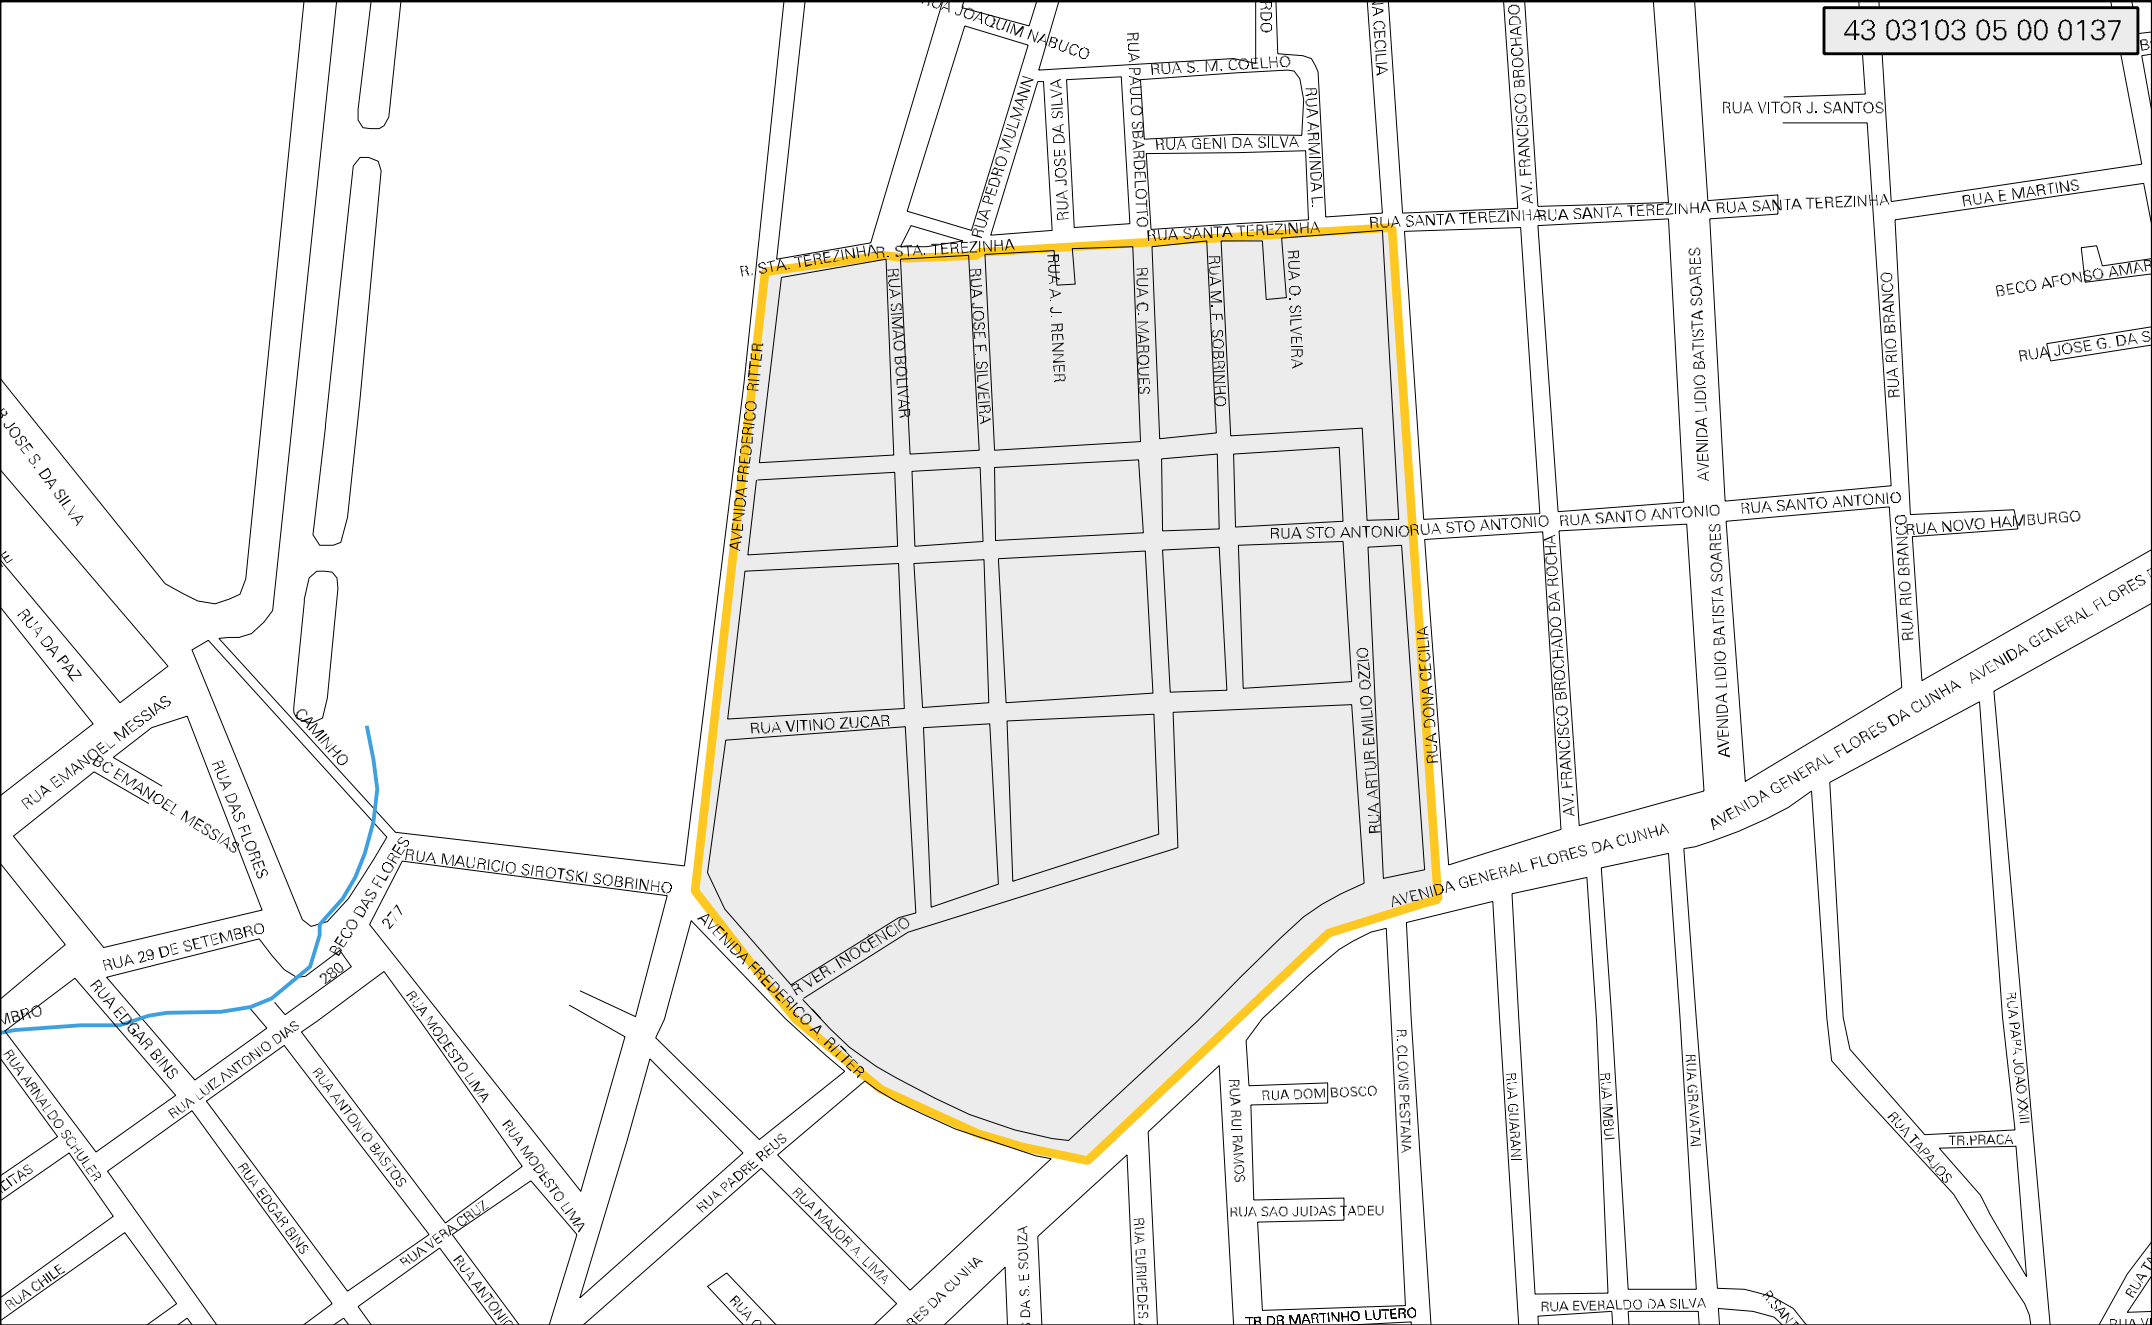 43 03103 05 00 0137
RUA JOAQUIM NABUCO
RUA S. M. COELHO
RUA PAULO SBARDELOTTO
RUA JOSE DA SILVA
RUA PEDRO MULMANN
RUA GENI DA SILVA
RUA ARMINDA L.
AV. FRANCISCO BROCHADO
RUA VITOR J. SANTOS
RUA E MARTINS
R. STA. TEREZINHA
R. STA. TEREZINHA
RUA SANTA TEREZINHA
RUA SANTA TEREZINHA
RUA SANTA TEREZINHA
RUA SANTA TEREZINHA
RUA SIMAO BOLIVAR
RUA JOSE F. SILVEIRA
RUA A. J. RENNER
RUA C. MARQUES
RUA M. F. SOBRINHO
RUA O. SILVEIRA
AVENIDA LIDIO BATISTA SOARES
RUA RIO BRANCO
BECO AFONSO AMAR
RUA JOSE G. DA S
AVENIDA FREDERICO RITTER
JOSE S. DA SILVA
RUA STO ANTONIO
RUA STO ANTONIO
RUA SANTO ANTONIO
RUA SANTO ANTONIO
RUA NOVO HAMBURGO
RUA DA PAZ
AV. FRANCISCO BROCHADO DA ROCHA
AVENIDA LIDIO BATISTA SOARES
RUA RIO BRANCO
AVENIDA GENERAL FLORES
RUA DONA CECILIA
RUA ARTUR EMILIO OZZIO
RUA VITINO ZUCAR
CAMINHO
RUA EMANOEL MESSIAS
BC EMANOEL MESSIAS
RUA DAS FLORES
AVENIDA GENERAL FLORES DA CUNHA
AVENIDA GENERAL FLORES DA CUNHA
RUA MAURICIO SIROTSKI SOBRINHO
BECO DAS FLORES
277
280
RUA 29 DE SETEMBRO
MBRO
R VER. INOCÊNCIO
AVENIDA FREDERICO A. RITTER
RUA EDGAR BINS
RUA LUIZ ANTONIO DIAS
RUA MODESTO LIMA
RUA ARNALDO SCHULER
RUA ANTONIO BASTOS
RUA MODESTO LIMA
RUA PADRE REUS
RUA EDGAR BINS
RUA VERA CRUZ
RUA MAJOR A. LIMA
LITAS
RUA CHILE
RUA ANTONIO
RES DA CUNHA
DA S. E SOUZA
RUA EURIPEDES
RUA RUI RAMOS
RUA DOM BOSCO
RUA SAO JUDAS TADEU
TR DR MARTINHO LUTERO
R. CLOVIS PESTANA
RUA GUARANI
RUA IMBUI
RUA GRAVATAI
RUA EVERALDO DA SILVA
RUA PAPA JOAO XXIII
RUA TAPAJOS
TR.PRACA